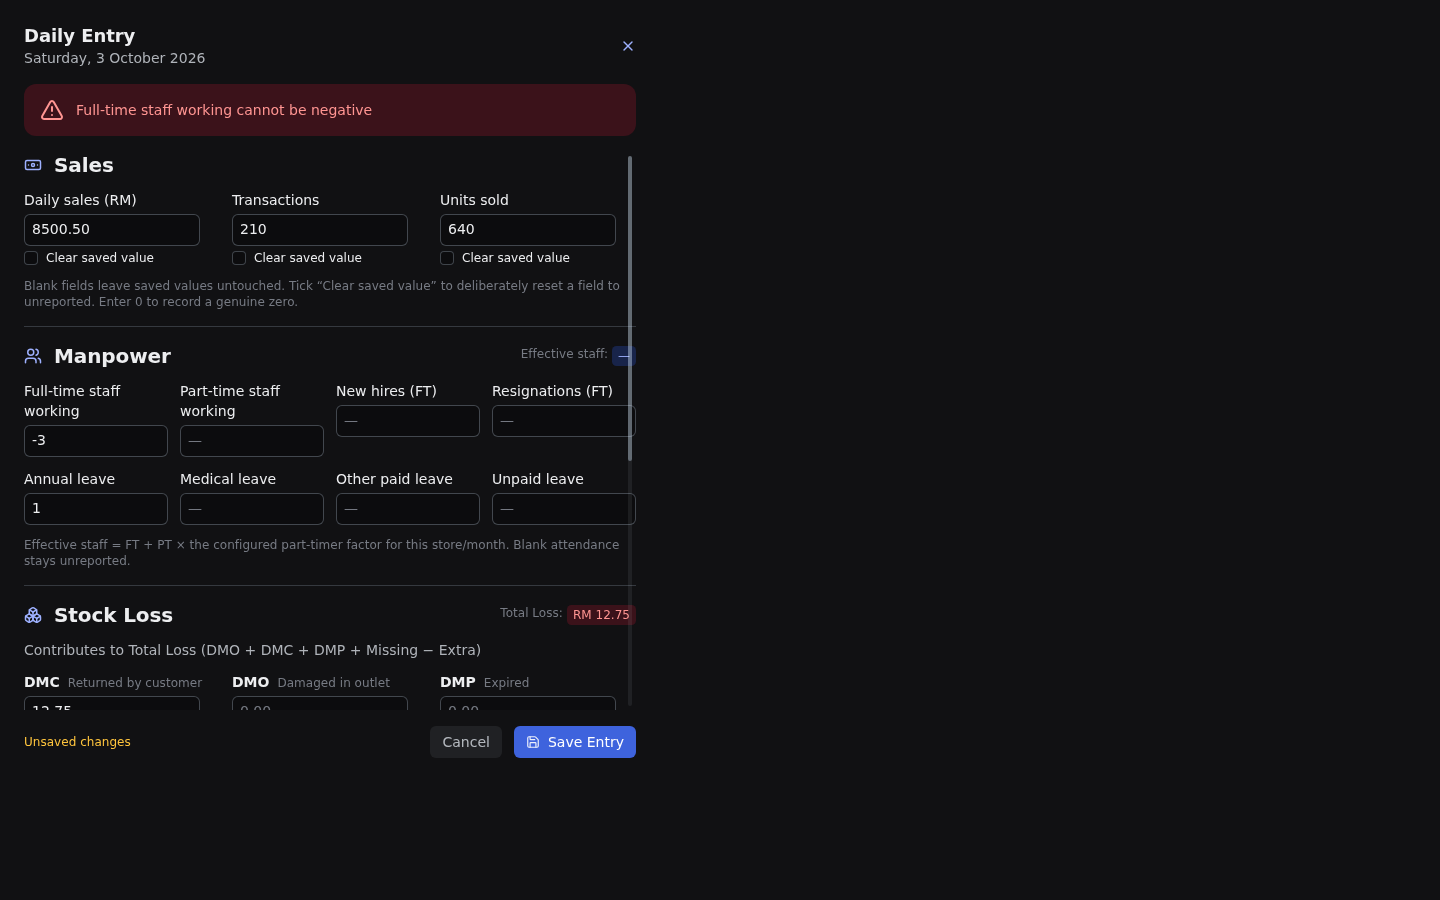 Daily Entry
Saturday, 3 October 2026
Full-time staff working cannot be negative
Sales
Daily sales (RM) Transactions Units sold
8500.50 210 640
Clear saved value Clear saved value Clear saved value
Blank fields leave saved values untouched. Tick “Clear saved value” to deliberately reset a field to
unreported. Enter 0 to record a genuine zero.
Manpower Effective staff: —
Full-time staff working Part-time staff working New hires (FT) Resignations (FT)
-3 — — —
Annual leave Medical leave Other paid leave Unpaid leave
1 — — —
Effective staff = FT + PT × the configured part-timer factor for this store/month. Blank attendance
stays unreported.
Stock Loss Total Loss: RM 12.75
Contributes to Total Loss (DMO + DMC + DMP + Missing − Extra)
DMC Returned by customer DMO Damaged in outlet DMP Expired
12.75 0.00 0.00
Unsaved changes Cancel Save Entry